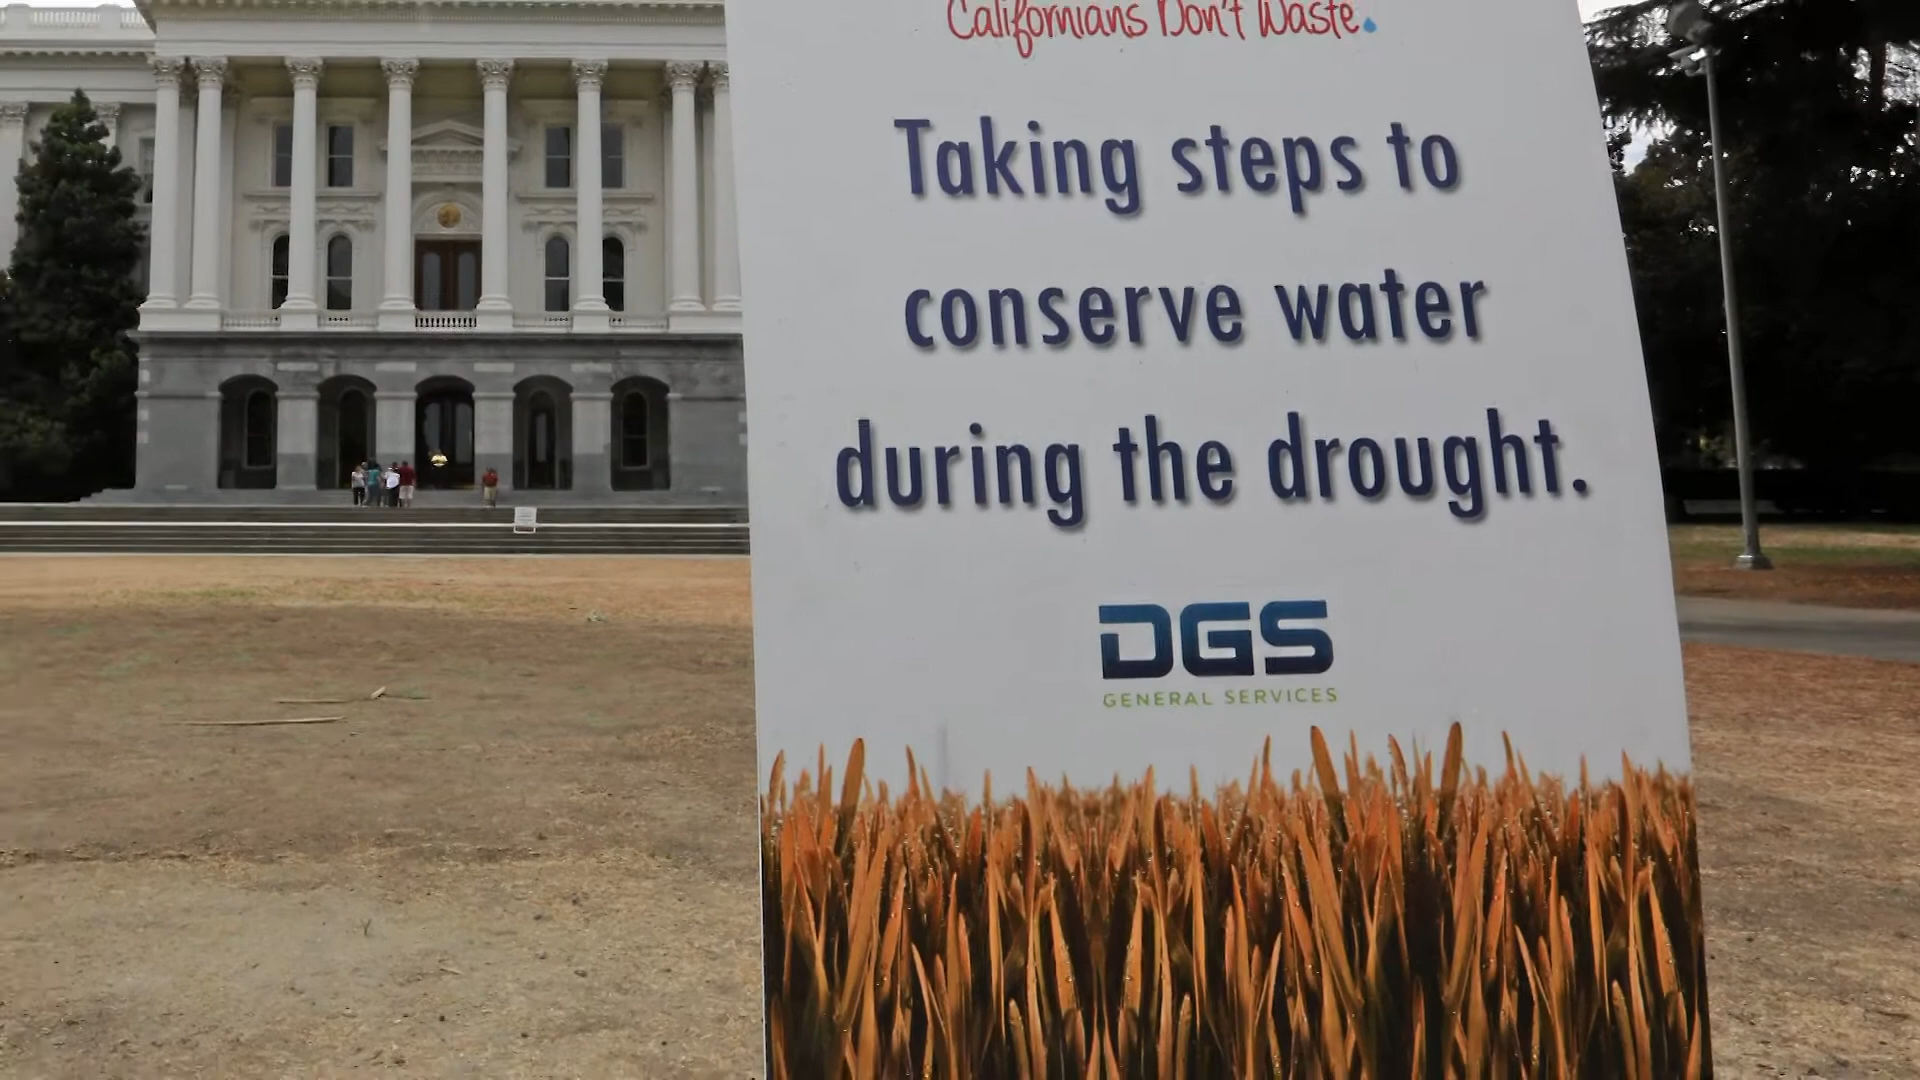 Californians Don't Waste.
Taking steps to
conserve water
during the drought.
DGS
GENERAL SERVICES